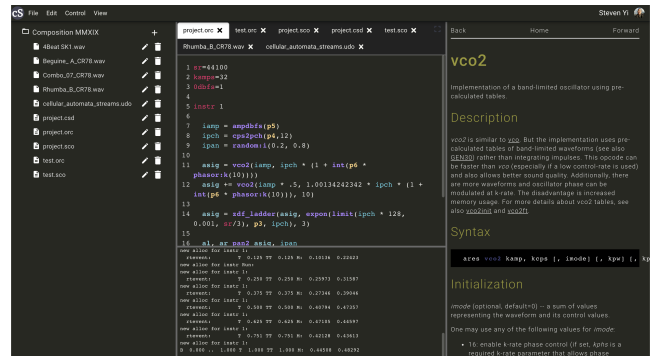 cS File Edit Control View
Steven Yi
Composition MMXIX +
4Beat SK1.wav
Beguine_A_CR78.wav
Combo_07_CR78.wav
Rhumba_B_CR78.wav
cellular_automata_streams.udo
project.csd
project.orc
project.sco
test.orc
test.sco
project.orc test.orc project.sco project.csd test.sco
Rhumba_B_CR78.wav cellular_automata_streams.udo
1 sr=44100
2 ksmps=32
3 0dbfs=1
4
5 instr 1
6
7 iamp = ampdbfs(p5)
8 ipch = cps2pch(p4,12)
9 ipan = random:i(0.2, 0.8)
10
11 asig = vco2(iamp, ipch * (1 + int(p6 *
phasor:k(10))))
12 asig += vco2(iamp * .5, 1.00134242342 * ipch * (1 +
int(p6 * phasor:k(10))), 10)
13
14 asig = zdf_ladder(asig, expon(limit(ipch * 128,
0.001, sr/3), p3, ipch), 3)
15
16 al, ar pan2 asig, ipan
new alloc for instr 1:
rtevent: T 0.125 TT 0.125 M: 0.10136 0.22423
new alloc for instr Run:
rtevent: T 0.250 TT 0.250 M: 0.25973 0.31587
new alloc for instr 1:
rtevent: T 0.375 TT 0.375 M: 0.27346 0.39046
new alloc for instr 1:
rtevent: T 0.500 TT 0.500 M: 0.40794 0.47357
new alloc for instr 1:
rtevent: T 0.625 TT 0.625 M: 0.47105 0.44597
new alloc for instr 1:
rtevent: T 0.751 TT 0.751 M: 0.42128 0.43613
new alloc for instr 1:
B 0.000 .. 1.000 T 1.000 TT 1.000 M: 0.44508 0.48292
Back Home Forward
vco2
Implementation of a band-limited oscillator using pre-
calculated tables.
Description
vco2 is similar to vco. But the implementation uses pre-
calculated tables of band-limited waveforms (see also
GEN30) rather than integrating impulses. This opcode can
be faster than vco (especially if a low control-rate is used)
and also allows better sound quality. Additionally, there
are more waveforms and oscillator phase can be
modulated at k-rate. The disadvantage is increased
memory usage. For more details about vco2 tables, see
also vco2init and vco2ft.
Syntax
ares vco2 kamp, kcps [, imode] [, kpw] [, kp
Initialization
imode (optional, default=0) -- a sum of values
representing the waveform and its control values.
One may use any of the following values for imode:
• 16: enable k-rate phase control (if set, kphs is a
required k-rate parameter that allows phase